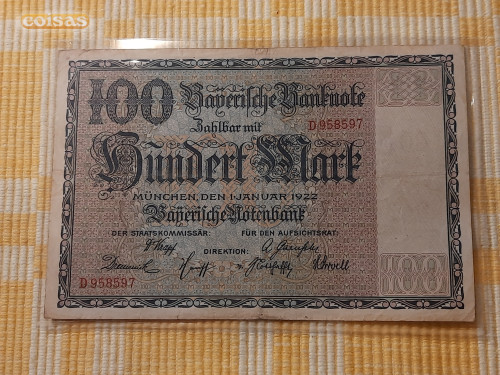 coisas
100 Bayerische Banknote
Zahlbar mit
D 958597
Hundert Mark
MÜNCHEN, DEN 1. JANUAR 1922
Bayerische Notenbank
DER STAATSKOMMISSÄR: FÜR DEN AUFSICHTSRAT:
DIREKTION:
D 958597
100